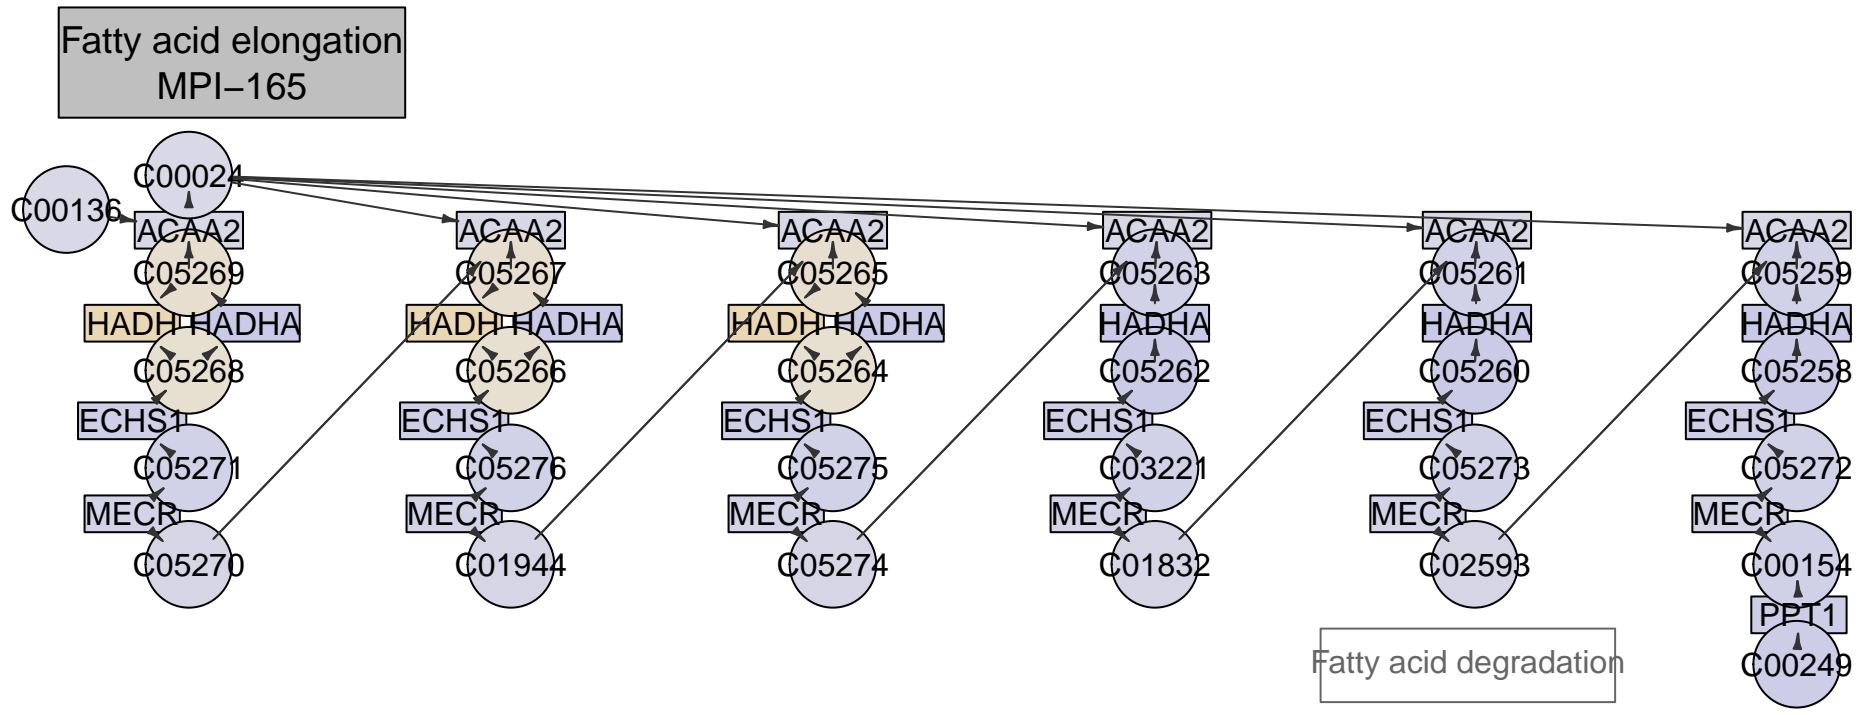 Fatty acid elongation
MPI−165
C00024
C00136
ACAA2 ACAA2 ACAA2 ACAA2 ACAA2 ACAA2
C05269 C05267 C05265 C05263 C05261 C05259
HADH HADHA HADH HADHA HADH HADHA HADHA HADHA HADHA
C05268 C05266 C05264 C05262 C05260 C05258
ECHS1 ECHS1 ECHS1 ECHS1 ECHS1 ECHS1
C05271 C05276 C05275 C03221 C05273 C05272
MECR MECR MECR MECR MECR MECR
C05270 C01944 C05274 C01832 C02593 C00154
PPT1
Fatty acid degradation C00249